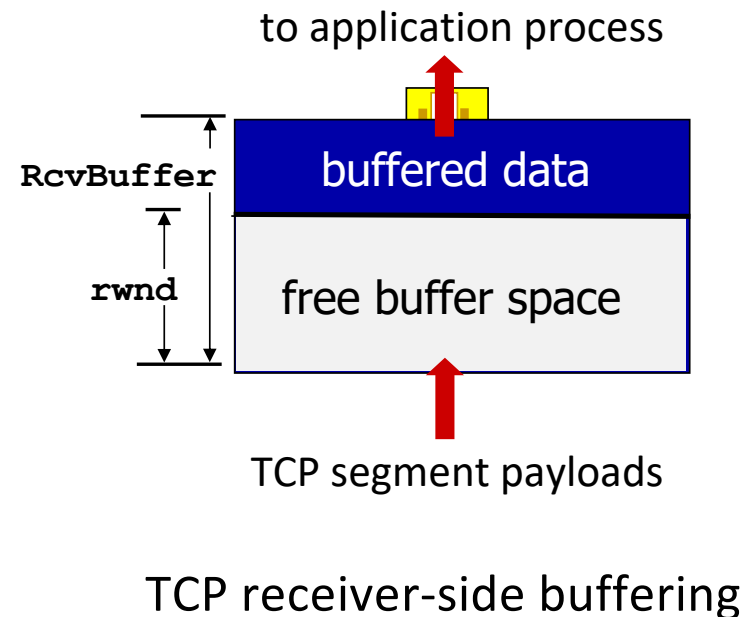 to application process
RcvBuffer
buffered data
rwnd
free buffer space
TCP segment payloads
TCP receiver-side buffering